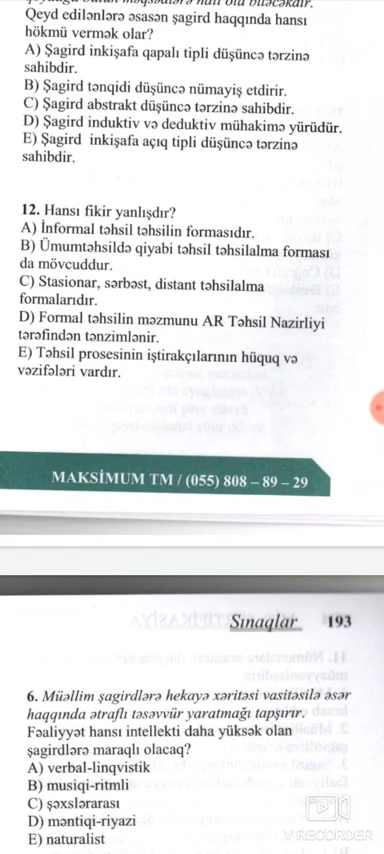 Qeyd edilənlərə əsasən şagird haqqında hansı
hökmü vermək olar?
A) Şagird inkişafa qapalı tipli düşüncə tərzinə
sahibdir.
B) Şagird tənqidi düşüncə nümayiş etdirir.
C) Şagird abstrakt düşüncə tərzinə sahibdir.
D) Şagird induktiv və deduktiv mühakimə yürüdür.
E) Şagird inkişafa açıq tipli düşüncə tərzinə
sahibdir.
12. Hansı fikir yanlışdır?
A) İnformal təhsil təhsilin formasıdır.
B) Ümumtəhsildə qiyabi təhsil təhsilalma forması
da mövcuddur.
C) Stasionar, sərbəst, distant təhsilalma
formalarıdır.
D) Formal təhsilin məzmunu AR Təhsil Nazirliyi
tərəfindən tənzimlənir.
E) Təhsil prosesinin iştirakçılarının hüquq və
vəzifələri vardır.
MAKSİMUM TM / (055) 808 – 89 – 29
Sınaqlar 193
6. Müəllim şagirdlərə hekayə xəritəsi vasitəsilə əsər
haqqında ətraflı təsəvvür yaratmağı tapşırır.
Fəaliyyət hansı intellekti daha yüksək olan
şagirdlərə maraqlı olacaq?
A) verbal-linqvistik
B) musiqi-ritmli
C) şəxslərarası
D) məntiqi-riyazi
E) naturalist
VIRECORDER